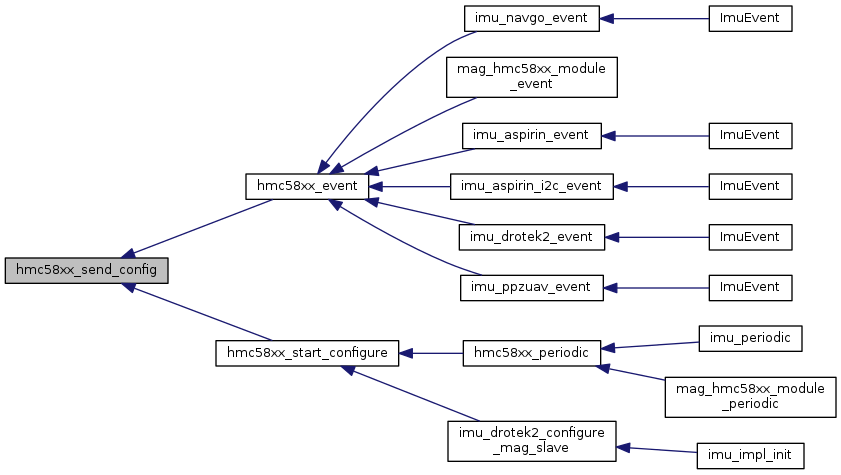 imu_navgo_event
ImuEvent
mag_hmc58xx_module
_event
imu_aspirin_event
ImuEvent
hmc58xx_event
imu_aspirin_i2c_event
ImuEvent
imu_drotek2_event
ImuEvent
hmc58xx_send_config
imu_ppzuav_event
ImuEvent
imu_periodic
hmc58xx_start_configure
hmc58xx_periodic
mag_hmc58xx_module
_periodic
imu_drotek2_configure
_mag_slave
imu_impl_init